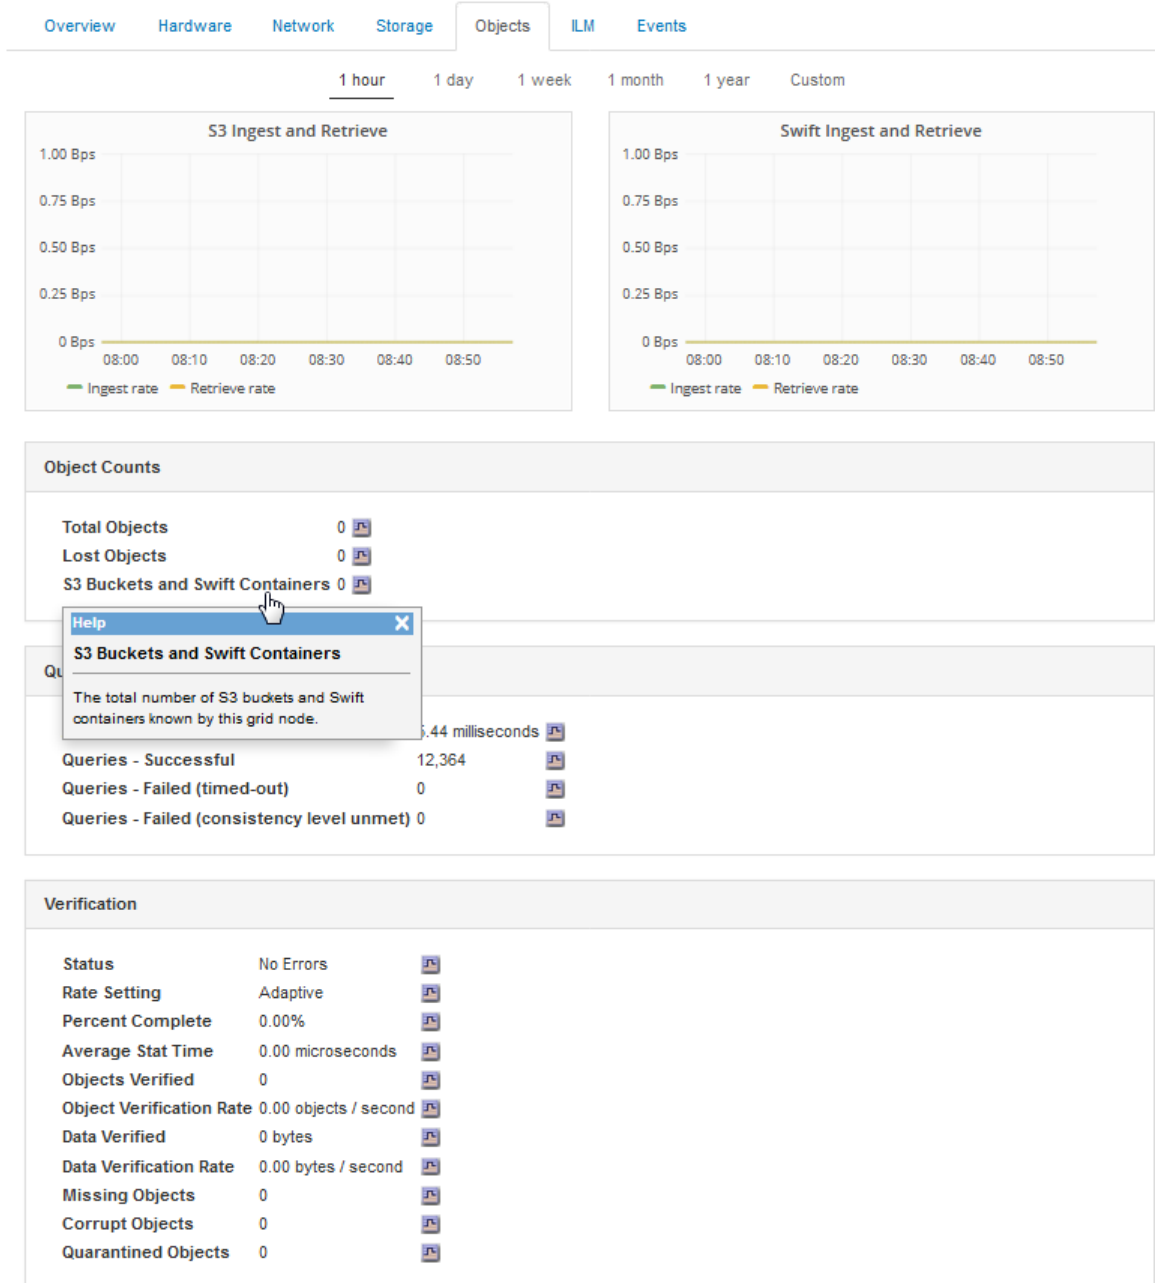 Overview Hardware Network Storage Objects ILM Events
1 hour 1 day 1 week 1 month 1 year Custom
S3 Ingest and Retrieve
1.00 Bps
0.75 Bps
0.50 Bps
0.25 Bps
0 Bps
08:00 08:10 08:20 08:30 08:40 08:50
Ingest rate Retrieve rate
Swift Ingest and Retrieve
1.00 Bps
0.75 Bps
0.50 Bps
0.25 Bps
0 Bps
08:00 08:10 08:20 08:30 08:40 08:50
Ingest rate Retrieve rate
Object Counts
Total Objects 0
Lost Objects 0
S3 Buckets and Swift Containers 0
Help
S3 Buckets and Swift Containers
The total number of S3 buckets and Swift
containers known by this grid node.
.44 milliseconds
Queries - Successful 12,364
Queries - Failed (timed-out) 0
Queries - Failed (consistency level unmet) 0
Verification
Status No Errors
Rate Setting Adaptive
Percent Complete 0.00%
Average Stat Time 0.00 microseconds
Objects Verified 0
Object Verification Rate 0.00 objects / second
Data Verified 0 bytes
Data Verification Rate 0.00 bytes / second
Missing Objects 0
Corrupt Objects 0
Quarantined Objects 0